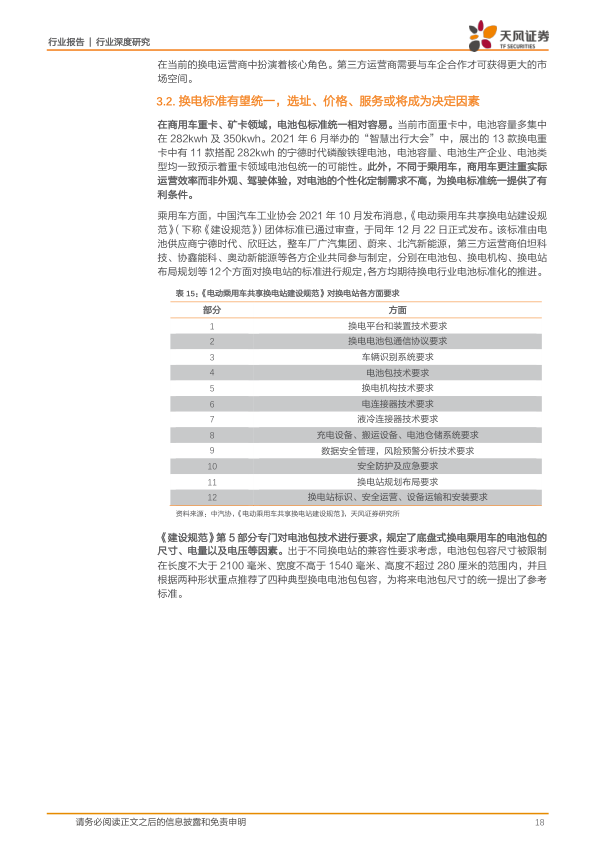 行业报告 | 行业深度研究
天风证券
TF SECURITIES
在当前的换电运营商中扮演着核心角色。第三方运营商需要与车企合作才可获得更大的市
场空间。
3.2. 换电标准有望统一，选址、价格、服务或将成为决定因素
在商用车重卡、矿卡领域，电池包标准统一相对容易。当前市面重卡中，电池容量多集中
在 282kwh 及 350kwh。2021 年 6 月举办的“智慧出行大会”中，展出的 13 款换电重
卡中有 11 款搭配 282kwh 的宁德时代磷酸铁锂电池，电池容量、电池生产企业、电池类
型均一致预示着重卡领域电池包统一的可能性。此外，不同于乘用车，商用车更注重实际
运营效率而非外观、驾驶体验，对电池的个性化定制需求不高，为换电标准统一提供了有
利条件。
乘用车方面，中国汽车工业协会 2021 年 10 月发布消息，《电动乘用车共享换电站建设规
范》（下称《建设规范》）团体标准已通过审查，于同年 12 月 22 日正式发布。该标准由电
池供应商宁德时代、欣旺达，整车厂广汽集团、蔚来、北汽新能源，第三方运营商伯坦科
技、协鑫能科、奥动新能源等各方企业共同参与制定，分别在电池包、换电机构、换电站
布局规划等 12 个方面对换电站的标准进行规定，各方均期待换电行业电池标准化的推进。
表 15：《电动乘用车共享换电站建设规范》对换电站各方面要求
部分 方面
1 换电平台和装置技术要求
2 换电电池包通信协议要求
3 车辆识别系统要求
4 电池包技术要求
5 换电机构技术要求
6 电连接器技术要求
7 液冷连接器技术要求
8 充电设备、搬运设备、电池仓储系统要求
9 数据安全管理，风险预警分析技术要求
10 安全防护及应急要求
11 换电站规划布局要求
12 换电站标识、安全运营、设备运输和安装要求
资料来源：中汽协，《电动乘用车共享换电站建设规范》，天风证券研究所
《建设规范》第 5 部分专门对电池包技术进行要求，规定了底盘式换电乘用车的电池包的
尺寸、电量以及电压等因素。出于不同换电站的兼容性要求考虑，电池包包容尺寸被限制
在长度不大于 2100 毫米、宽度不高于 1540 毫米、高度不超过 280 厘米的范围内，并且
根据两种形状重点推荐了四种典型换电电池包包容，为将来电池包尺寸的统一提出了参考
标准。
请务必阅读正文之后的信息披露和免责申明
18